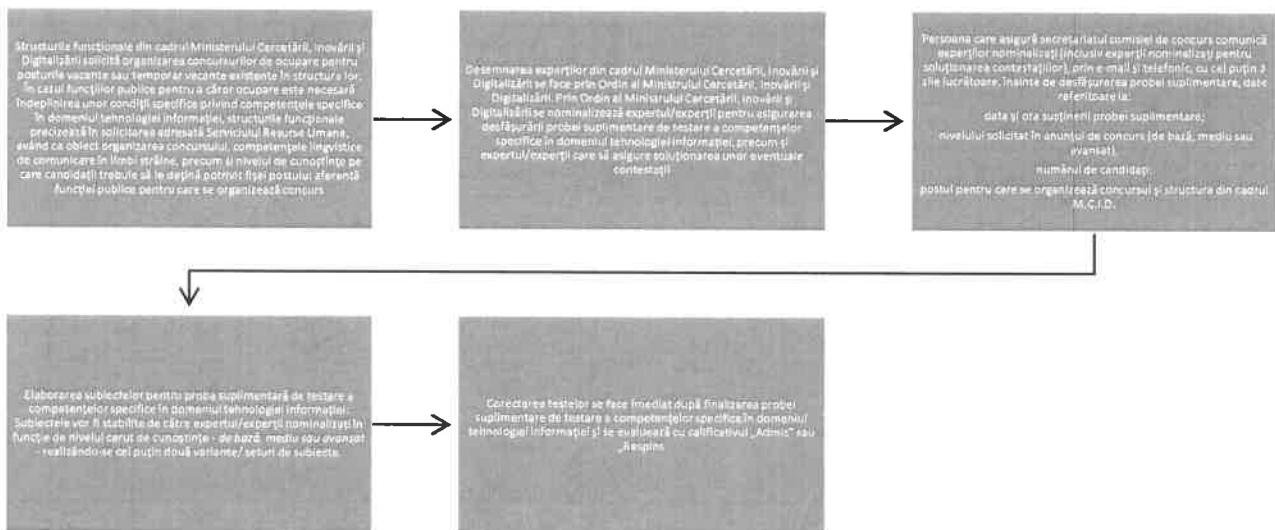 Structurile funcționale din cadrul Ministerului Cercetării, Inovării și
Digitalizării solicită organizarea concursurilor de ocupare pentru
posturile vacante sau temporar vacante existente în structura lor.
În cazul funcțiilor publice pentru a căror ocupare este necesară
îndeplinirea unor condiții specifice privind competențele specifice
în domeniul tehnologiei informației, structurile funcționale
precizează în solicitarea adresată Serviciului Resurse Umane,
având ca obiect organizarea concursului, competențele lingvistice
de comunicare în limbi străine, precum și nivelul de cunoștințe pe
care candidații trebuie să le dețină potrivit fișei postului aferentă
funcției publice pentru care se organizează concurs
Desemnarea experților din cadrul Ministerului Cercetării, Inovării și
Digitalizării se face prin Ordin al Ministrului Cercetării, Inovării și
Digitalizării. Prin Ordin al Ministrului Cercetării, Inovării și
Digitalizării se nominalizează expertul/experții pentru asigurarea
desfășurării probei suplimentare de testare a competențelor
specifice în domeniul tehnologiei informației, precum și
expertul/experții care să asigure soluționarea unor eventuale
contestații
Persoana care asigură secretariatul comisiei de concurs comunică
experților nominalizați (inclusiv experții nominalizați pentru
soluționarea contestațiilor), prin e-mail și telefonic, cu cel puțin
zile lucrătoare, înainte de desfășurarea probei suplimentare, date
referitoare la:
data și ora susținerii probei suplimentare;
nivelului solicitat în anunțul de concurs (de bază, mediu sau
avansat),
numărul de candidați;
postul pentru care se organizează concursul și structura din cadrul
M.C.I.D.
Elaborarea subiectelor pentru proba suplimentară de testare a
competențelor specifice în domeniul tehnologiei informației:
Subiectele vor fi stabilite de către expertul/experții nominalizați în
funcție de nivelul cerut de cunoștințe - de bază, mediu sau avansat
- realizându-se cel puțin două variante/ seturi de subiecte.
Corectarea testelor se face imediat după finalizarea probei
suplimentare de testare a competențelor specifice în domeniul
tehnologiei informației și se evaluează cu calificativul „Admis” sau
„Respins